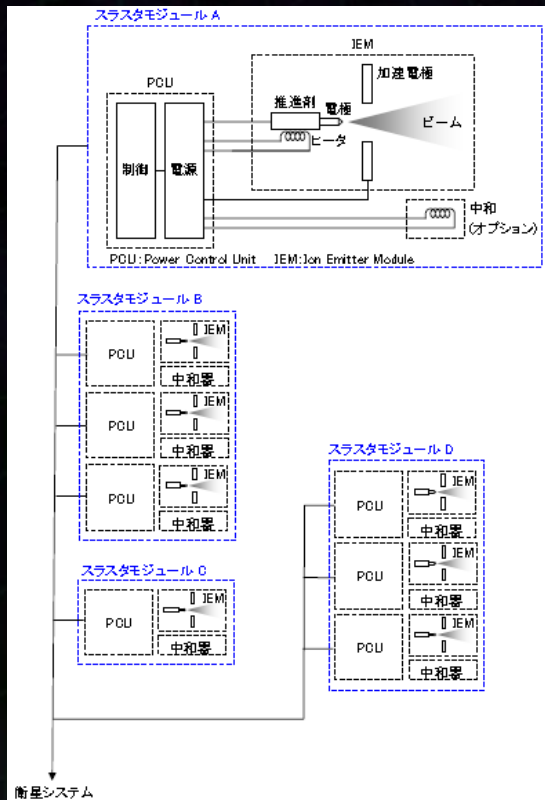 スラスタモジュール A
IEM
PCU
加速電極
推進剤
電極
ビーム
ヒータ
制御
電源
中和
(オプション)
PCU:Power Control Unit IEM:Ion Emitter Module
スラスタモジュール B
PCU
IEM
中和器
PCU
IEM
中和器
PCU
IEM
中和器
スラスタモジュール D
PCU
IEM
中和器
PCU
IEM
中和器
PCU
IEM
中和器
スラスタモジュール C
PCU
IEM
中和器
衛星システム